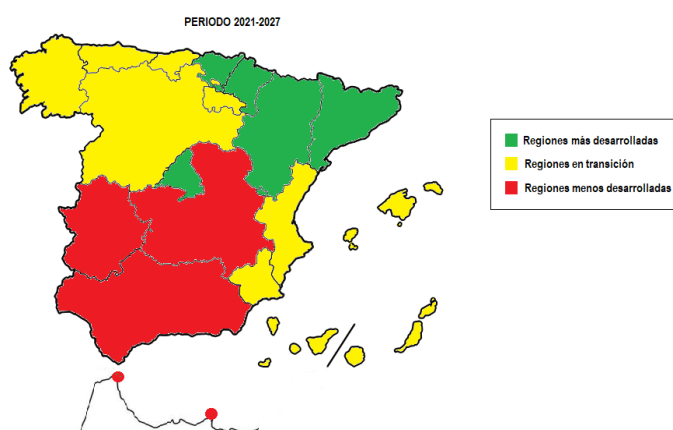 PERIODO 2021-2027
Regiones más desarrolladas
Regiones en transición
Regiones menos desarrolladas